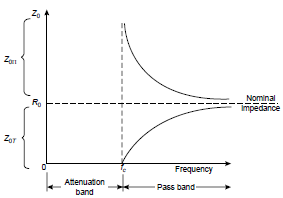 Z0
Z0π
R0
Nominal
Impedance
Z0T
0
fc
Frequency
Attenuation
band
Pass band